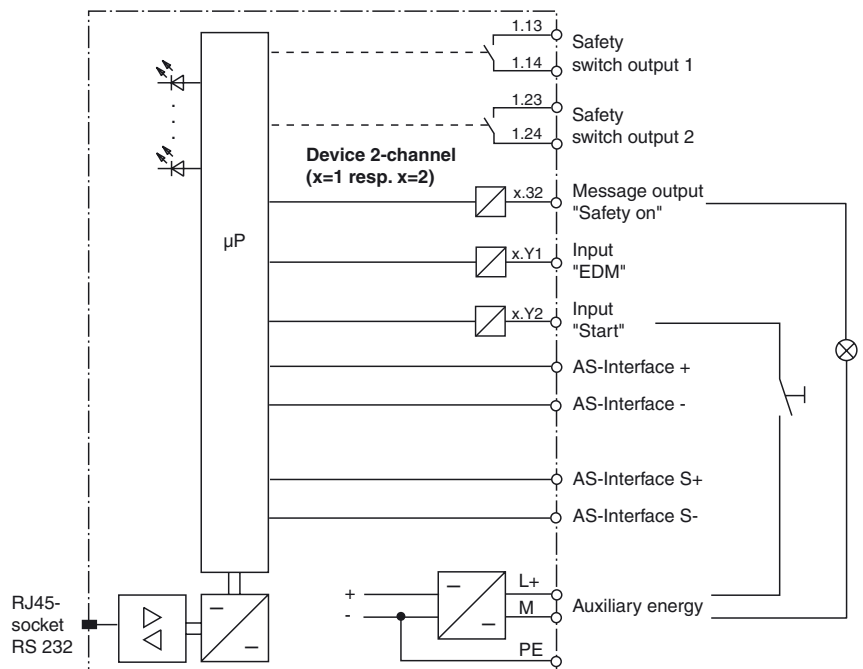 1.13
Safety
switch output 1
1.14
1.23
Safety
switch output 2
1.24
Device 2-channel
(x=1 resp. x=2)
x.32
Message output
"Safety on"
µP
x.Y1
Input
"EDM"
x.Y2
Input
"Start"
AS-Interface +
AS-Interface -
AS-Interface S+
AS-Interface S-
+
-
L+
M
Auxiliary energy
PE
RJ45-
socket
RS 232